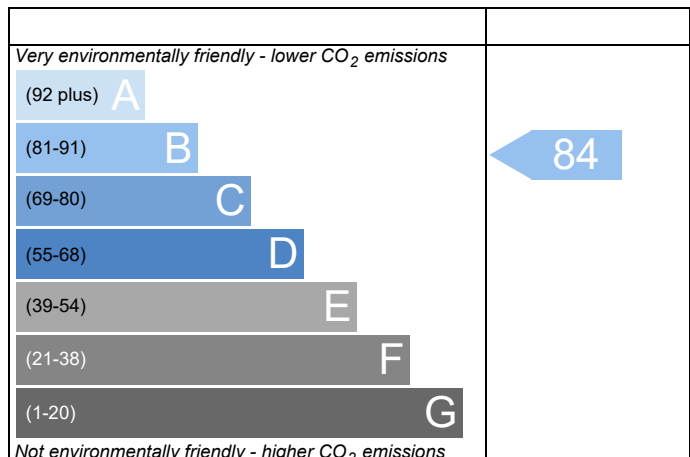 Very environmentally friendly - lower CO2 emissions
(92 plus) A
(81-91) B
84
(69-80) C
(55-68) D
(39-54) E
(21-38) F
(1-20) G
Not environmentally friendly - higher CO2 emissions